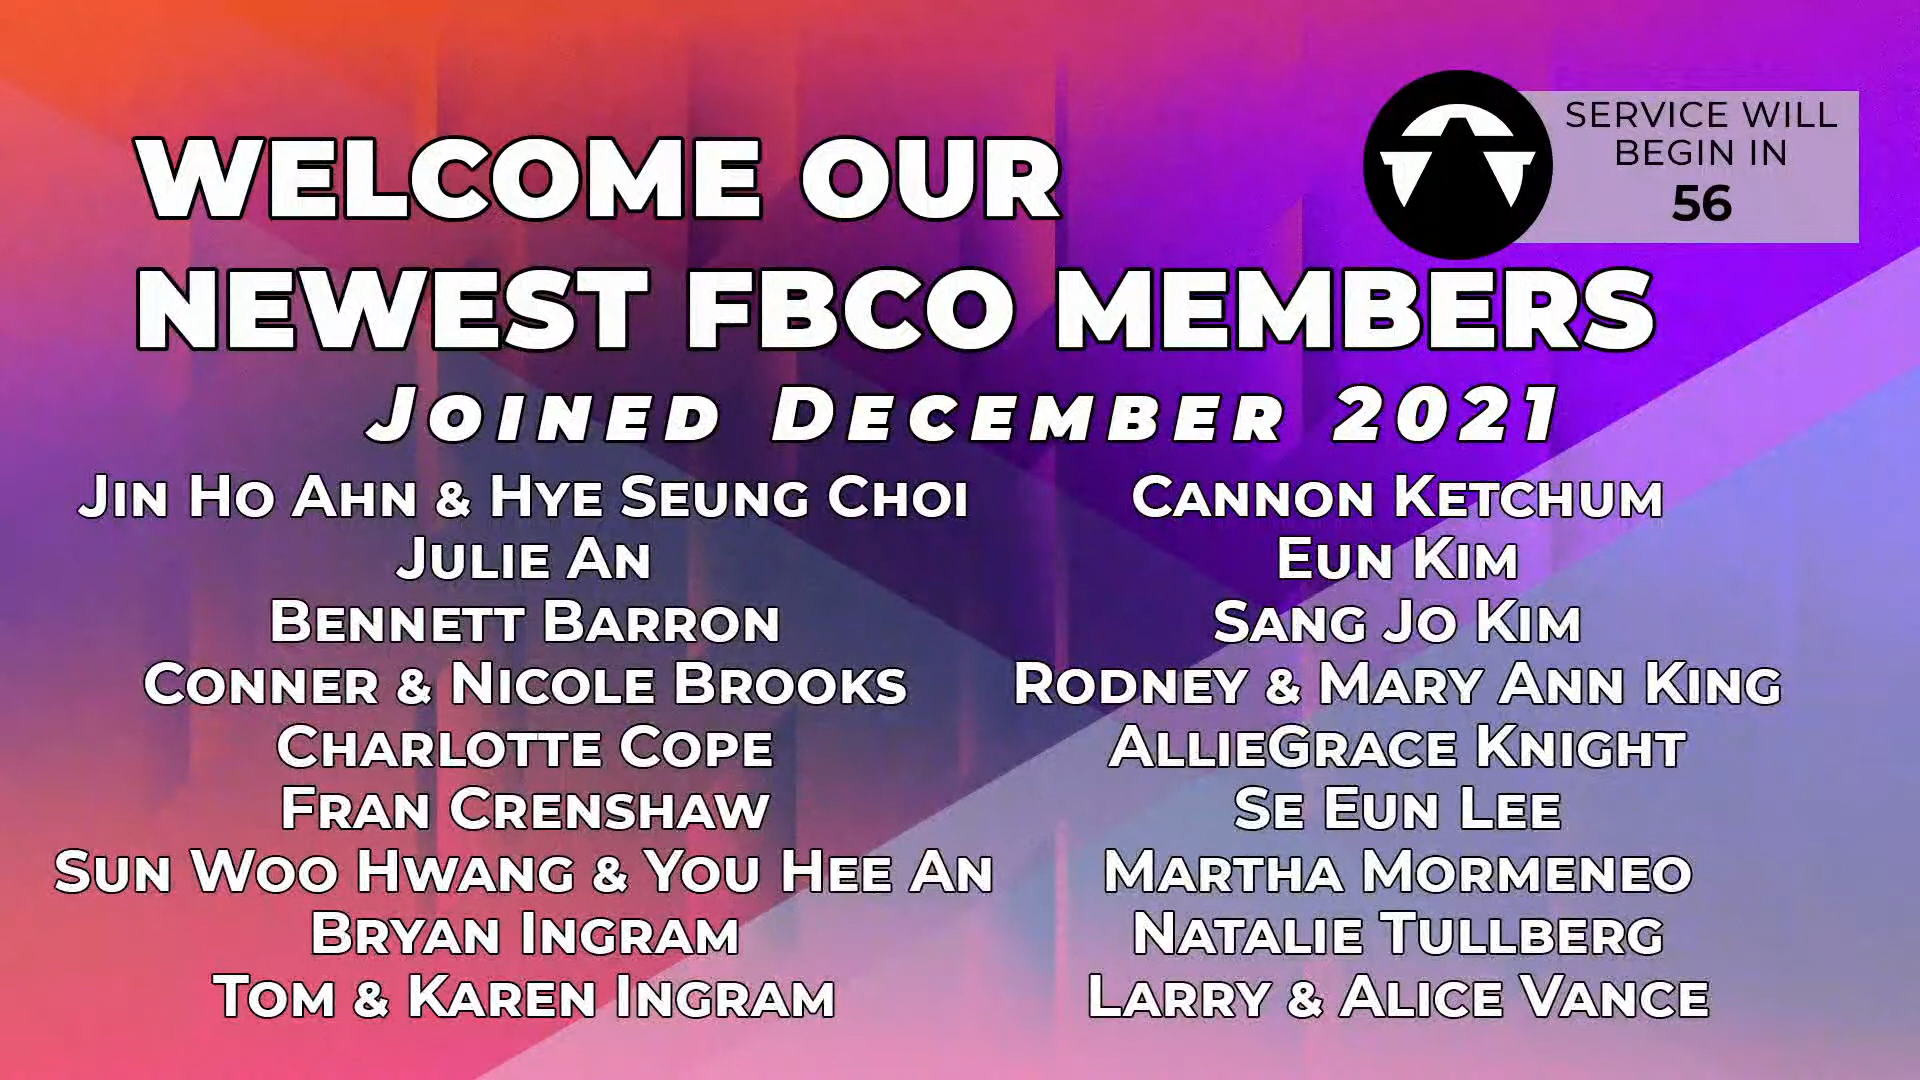 WELCOME OUR
NEWEST FBCO MEMBERS
JOINED DECEMBER 2021
SERVICE WILL
BEGIN IN
56
JIN HO AHN & HYE SEUNG CHOI
JULIE AN
BENNETT BARRON
CONNER & NICOLE BROOKS
CHARLOTTE COPE
FRAN CRENSHAW
SUN WOO HWANG & YOU HEE AN
BRYAN INGRAM
TOM & KAREN INGRAM
CANNON KETCHUM
EUN KIM
SANG JO KIM
RODNEY & MARY ANN KING
ALLIEGRACE KNIGHT
SE EUN LEE
MARTHA MORMENEO
NATALIE TULLBERG
LARRY & ALICE VANCE